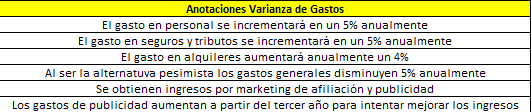 Anotaciones Varianza de Gastos
El gasto en personal se incrementará en un 5% anualmente
El gasto en seguros y tributos se incrementará en un 5% anualmente
El gasto en alquileres aumentará anualmente un 4%
Al ser la alternatuva pesimista los gastos generales disminuyen 5% anualmente
Se obtienen ingresos por marketing de afiliación y publicidad
Los gastos de publicidad aumentan a partir del tercer año para intentar mejorar los ingresos